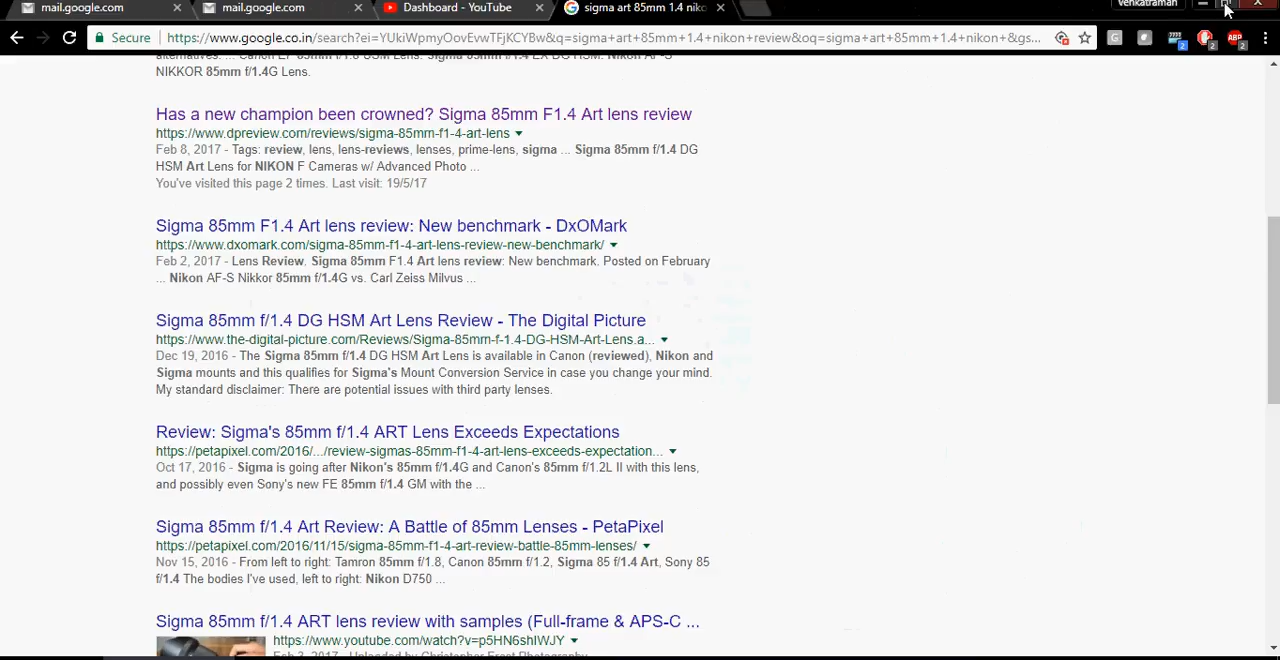 mail.google.com
mail.google.com
Dashboard - YouTube
sigma art 85mm 1.4 niko
Venkatraman
Secure
https://www.google.co.in/search?ei=YUkiWpmyOovEvwTFjKCYBw&q=sigma+art+85mm+1.4+nikon+review&oq=sigma+art+85mm+1.4+nikon+&gs...
2
2
2
NIKKOR 85mm f/1.4G Lens.
Has a new champion been crowned? Sigma 85mm F1.4 Art lens review
https://www.dpreview.com/reviews/sigma-85mm-f1-4-art-lens
Feb 8, 2017 - Tags: review, lens, lens-reviews, lenses, prime-lens, sigma ... Sigma 85mm f/1.4 DG
HSM Art Lens for NIKON F Cameras w/ Advanced Photo ...
You've visited this page 2 times. Last visit: 19/5/17
Sigma 85mm F1.4 Art lens review: New benchmark - DxOMark
https://www.dxomark.com/sigma-85mm-f1-4-art-lens-review-new-benchmark/
Feb 2, 2017 - Lens Review. Sigma 85mm F1.4 Art lens review: New benchmark. Posted on February
... Nikon AF-S Nikkor 85mm f/1.4G vs. Carl Zeiss Milvus ...
Sigma 85mm f/1.4 DG HSM Art Lens Review - The Digital Picture
https://www.the-digital-picture.com/Reviews/Sigma-85mm-f-1.4-DG-HSM-Art-Lens.a...
Dec 19, 2016 - The Sigma 85mm f/1.4 DG HSM Art Lens is available in Canon (reviewed), Nikon and
Sigma mounts and this qualifies for Sigma's Mount Conversion Service in case you change your mind.
My standard disclaimer: There are potential issues with third party lenses.
Review: Sigma's 85mm f/1.4 ART Lens Exceeds Expectations
https://petapixel.com/2016/.../review-sigmas-85mm-f1-4-art-lens-exceeds-expectation...
Oct 17, 2016 - Sigma is going after Nikon's 85mm f/1.4G and Canon's 85mm f/1.2L II with this lens,
and possibly even Sony's new FE 85mm f/1.4 GM with the ...
Sigma 85mm f/1.4 Art Review: A Battle of 85mm Lenses - PetaPixel
https://petapixel.com/2016/11/15/sigma-85mm-f1-4-art-review-battle-85mm-lenses/
Nov 15, 2016 - From left to right: Tamron 85mm f/1.8, Canon 85mm f/1.2, Sigma 85 f/1.4 Art, Sony 85
f/1.4 The bodies I've used, left to right: Nikon D750 ...
Sigma 85mm f/1.4 ART lens review with samples (Full-frame & APS-C ...
https://www.youtube.com/watch?v=p5HN6shIWJY
Feb 3, 2017 - Uploaded by Christopher Frost Photography